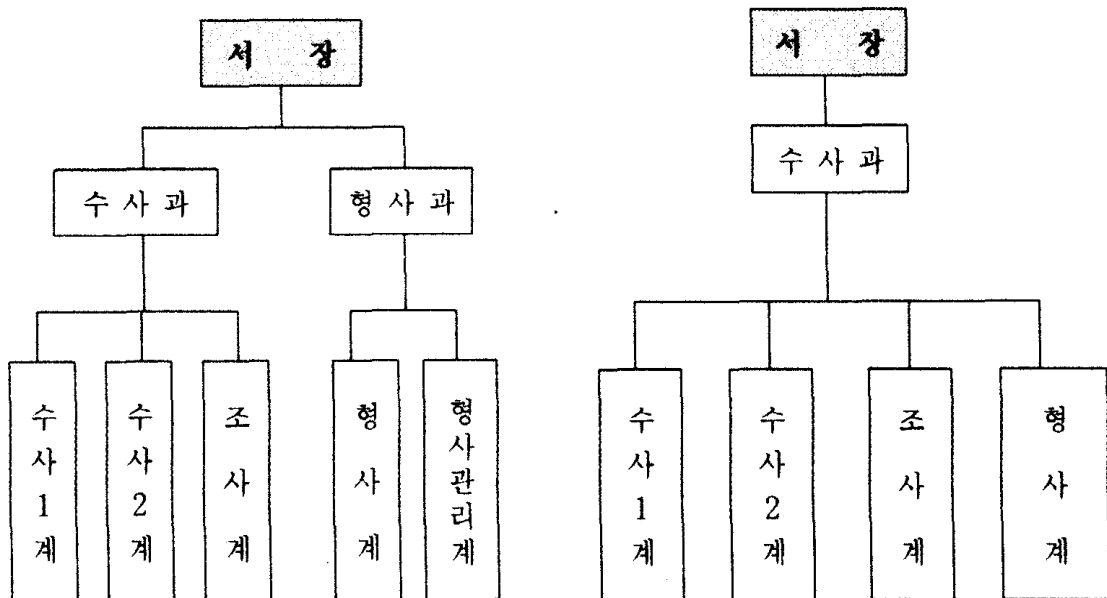 서 장
수 사 과
형 사 과
수사1계
수사2계
조사계
형사계
형사관리계
서 장
수 사 과
수사1계
수사2계
조사계
형사계